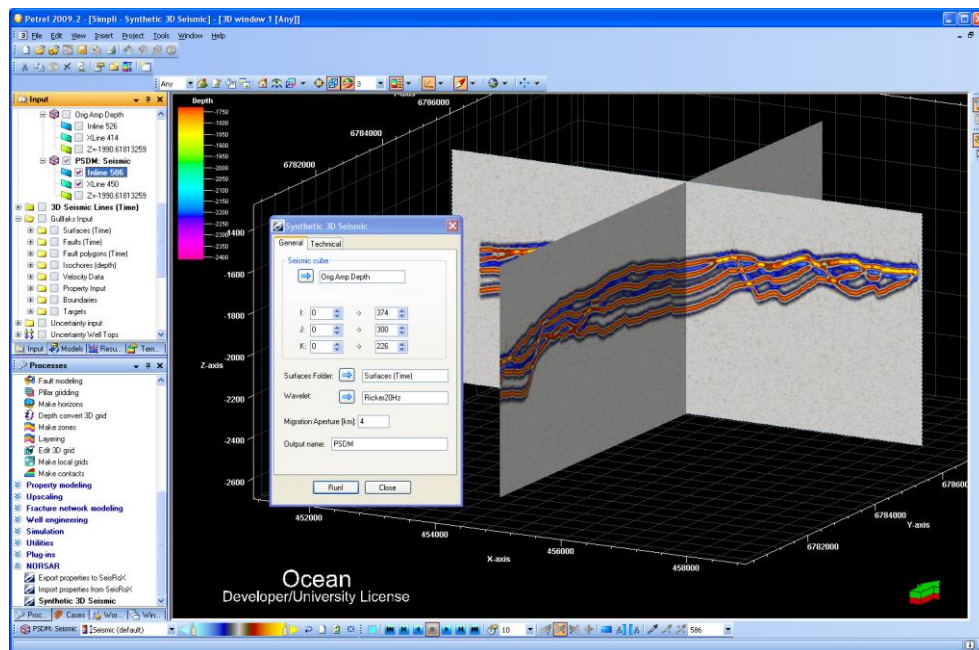 Petrel 2009.2 - [Simpli - Synthetic 3D Seismic] - [3D window 1 [Any]]
File Edit View Insert Project Tools Window Help
Any
3
Input
Orig Amp Depth
Inline 526
XLine 414
Z=-1990.61813259
PSDM: Seismic
Inline 586
XLine 450
Z=-1990.61813259
3D Seismic Lines (Time)
Gullfaks Input
Surfaces (Time)
Faults (Time)
Fault polygons (Time)
Isochores (depth)
Velocity Data
Property Input
Boundaries
Targets
Uncertainty input
Uncertainty Well Tops
Input Models Resu... Tem...
Processes
Fault modeling
Pillar gridding
Make horizons
Depth convert 3D grid
Make zones
Layering
Edit 3D grid
Make local grids
Make contacts
Property modeling
Upscaling
Fracture network modeling
Well engineering
Simulation
Utilities
Plug-ins
NORSAR
Export properties to SeisRoX
Import properties from SeisRoX
Synthetic 3D Seismic
Proc... Cases Wor... Win...
Depth
-1750
-1800
-1850
-1900
-1950
-2000
-2050
-2100
-2150
-2200
-2250
-2300
-2350
-2400
Y-axis
6786000
6784000
6782000
-1400
-1600
-1800
-2000
-2200
-2400
-2600
Z-axis
452000
454000
456000
458000
X-axis
6782000
6784000
678600
Y-axis
Synthetic 3D Seismic
General Technical
Seismic cube
Orig Amp Depth
I: 0 -> 374
J: 0 -> 300
K: 0 -> 226
Surfaces Folder: Surfaces (Time)
Wavelet: Ricker20Hz
Migration Aperture [km]: 4
Output name: PSDM
Run! Close
Ocean
Developer/University License
PSDM: Seismic Seismic (default) 10 586